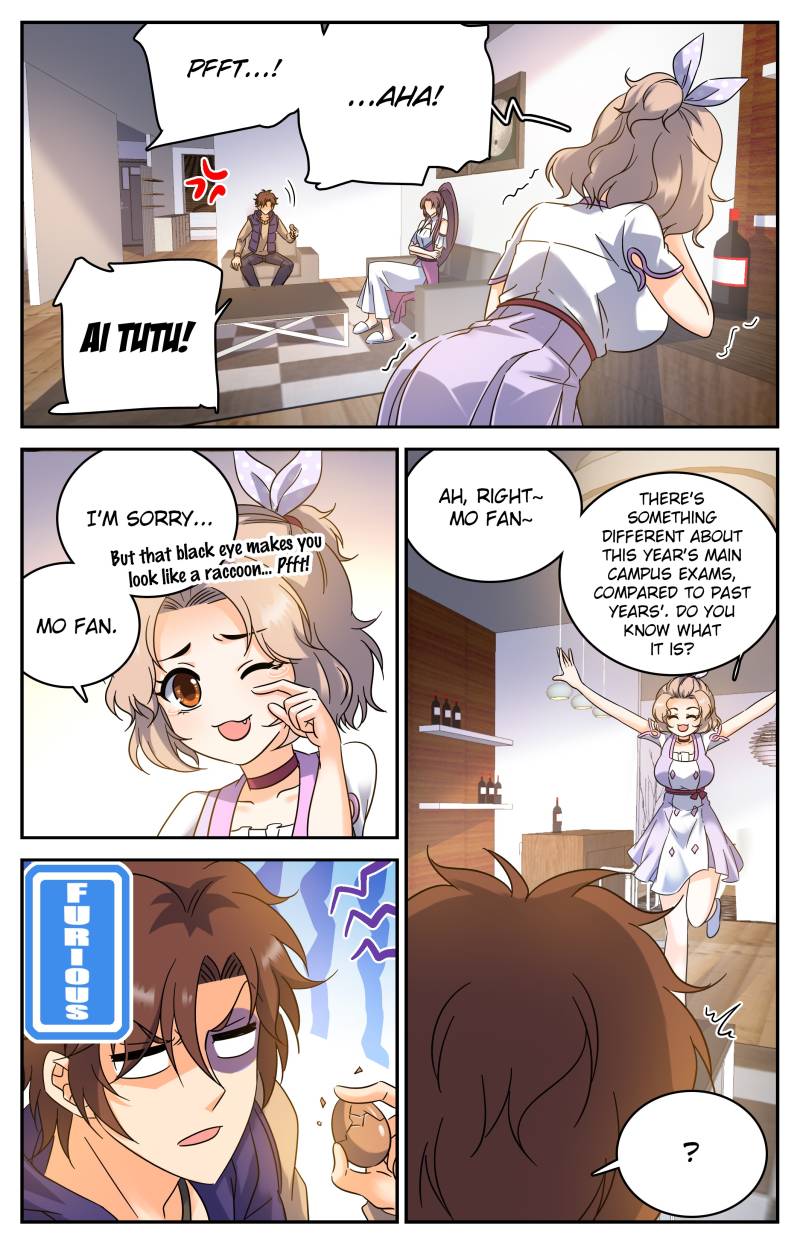 PFFT...!
...AHA!
AI TUTU!
I'M SORRY...
But that black eye makes you
look like a raccoon... Pfft!
MO FAN.
AH, RIGHT~
MO FAN~
THERE'S
SOMETHING
DIFFERENT ABOUT
THIS YEAR'S MAIN
CAMPUS EXAMS,
COMPARED TO PAST
YEARS'. DO YOU
KNOW WHAT
IT IS?
FURIOUS
?